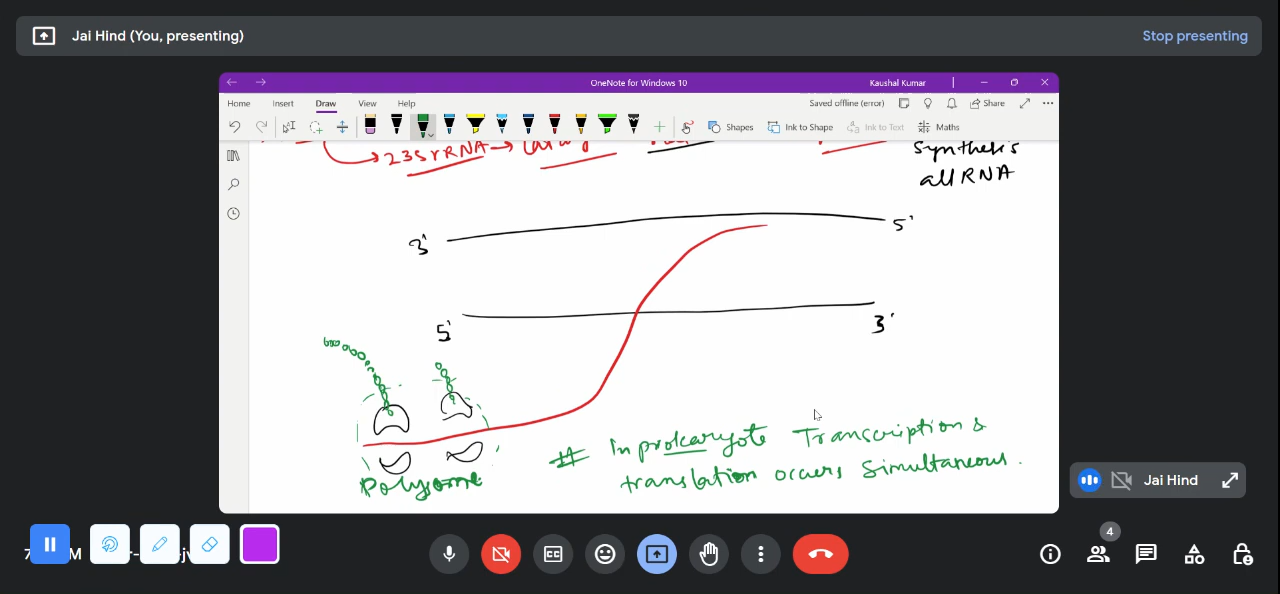 Jai Hind (You, presenting)
Stop presenting
OneNote for Windows 10
Kaushal Kumar
Home Insert Draw View Help
Saved offline (error)
Share
Shapes
Ink to Shape
Ink to Text
Maths
23S rRNA →
Synthesis
all RNA
3'
5'
5'
3'
# In prokaryote Transcription &
translation occurs simultaneous.
Polysome
Jai Hind
4